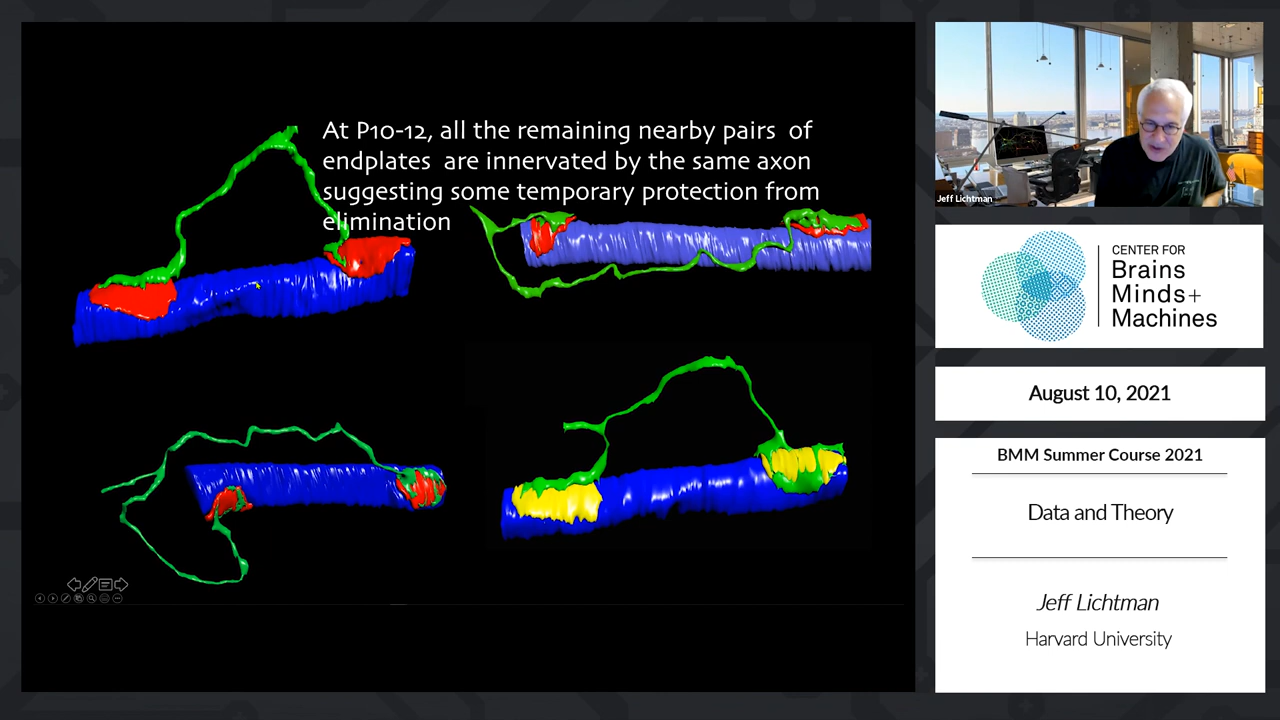 At P10-12, all the remaining nearby pairs of
endplates are innervated by the same axon
suggesting some temporary protection from
elimination
Jeff Lichtman
CENTER FOR
Brains
Minds+
Machines
August 10, 2021
BMM Summer Course 2021
Data and Theory
Jeff Lichtman
Harvard University